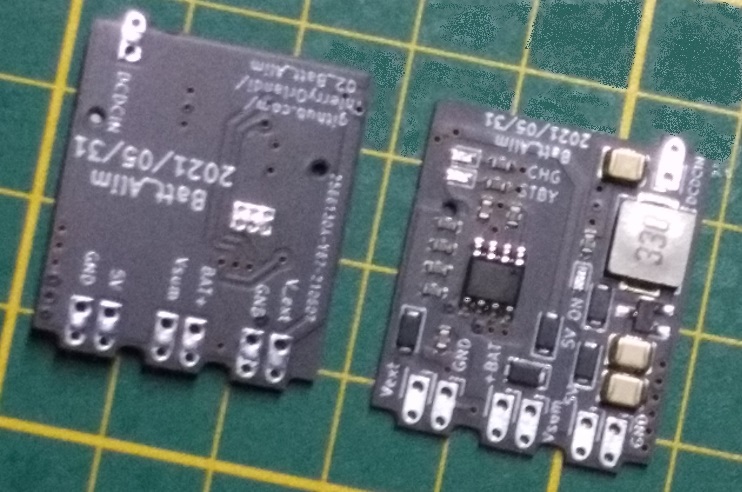 DCDCIN
02_Batt_Alim
github.com/
2021/05/31
Batt_Alim
GND
5V
Vsum
BAT+
GND
V_ext
2021/05/31
Batt_Alim
CHG
STBY
DCDCIN
330
5V ON
Vext
GND
+BAT
Vsum
5V
GND